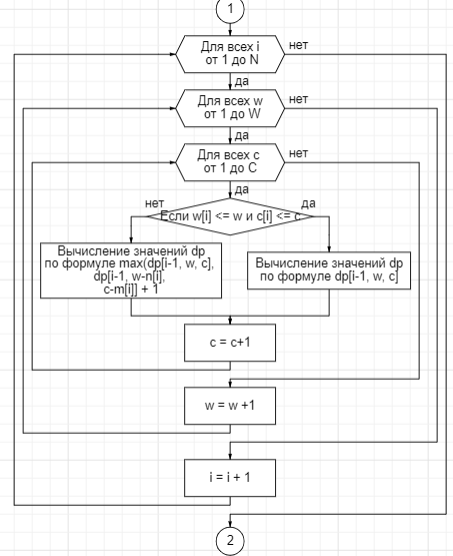 1
Для всех i
от 1 до N
нет
да
Для всех w
от 1 до W
нет
да
Для всех c
от 1 до C
нет
да
нет
Если w[i] <= w и c[i] <= c
да
Вычисление значений dp
по формуле max(dp[i-1, w, c],
dp[i-1, w-n[i],
c-m[i]] + 1
Вычисление значений dp
по формуле dp[i-1, w, c]
c = c+1
w = w +1
i = i + 1
2